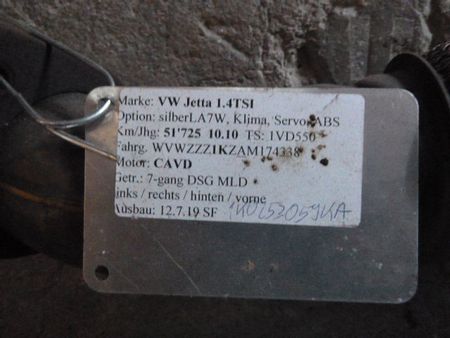 Marke: VW Jetta 1.4TSI
Option: silberLA7W, Klima, Servo, ABS
Km/Jhg: 51'725 10.10 TS: 1VD550
Fahrg. WVWZZZ1KZAM174338
Motor: CAVD
Getr.: 7-gang DSG MLD
links / rechts / hinten / vorne
Ausbau: 12.7.19 SF